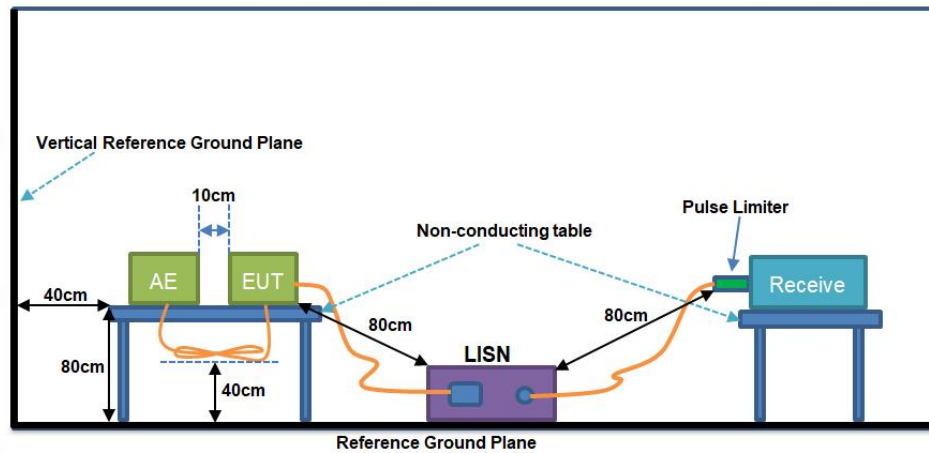 Vertical Reference Ground Plane
10cm
Pulse Limiter
Non-conducting table
AE
EUT
Receive
40cm
80cm
80cm
LISN
80cm
40cm
Reference Ground Plane